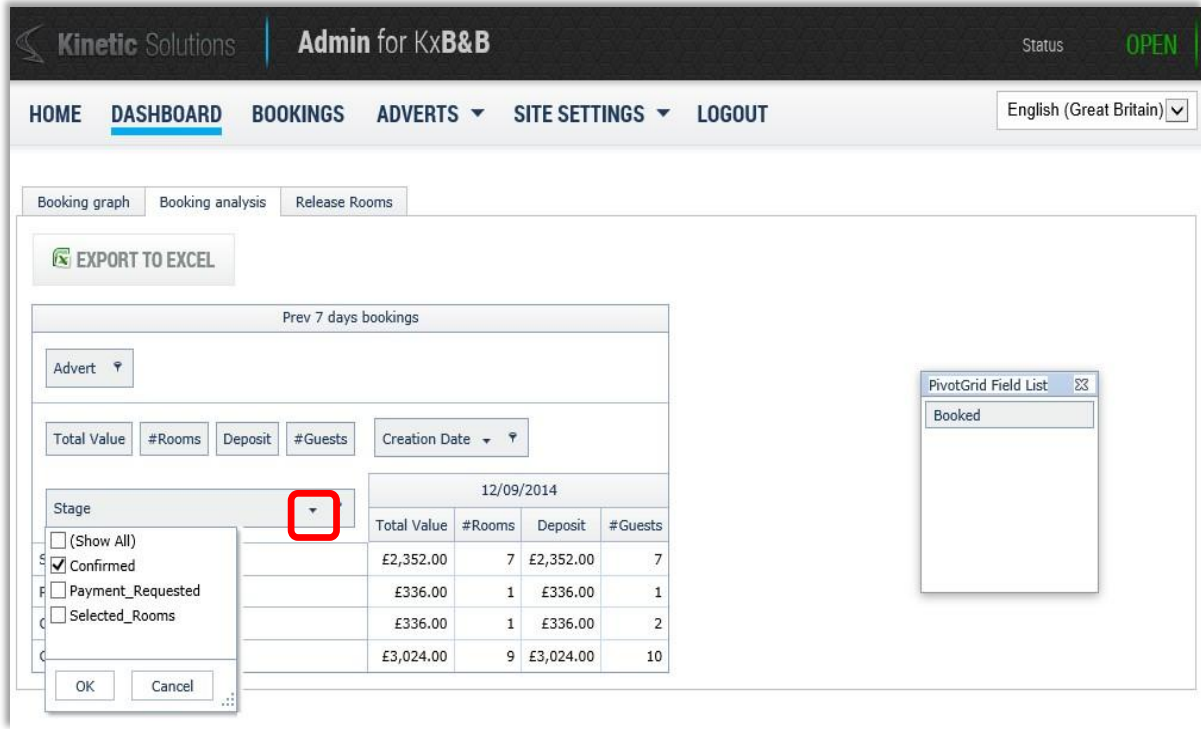 Kinetic Solutions Admin for KxB&B Status OPEN
HOME DASHBOARD BOOKINGS ADVERTS SITE SETTINGS LOGOUT English (Great Britain)
Booking graph Booking analysis Release Rooms
EXPORT TO EXCEL
Prev 7 days bookings
Advert
PivotGrid Field List
Booked
Total Value #Rooms Deposit #Guests Creation Date
Stage
12/09/2014
Total Value #Rooms Deposit #Guests
(Show All)
Confirmed
Payment_Requested
Selected_Rooms
OK Cancel
£2,352.00 7 £2,352.00 7
£336.00 1 £336.00 1
£336.00 1 £336.00 2
£3,024.00 9 £3,024.00 10